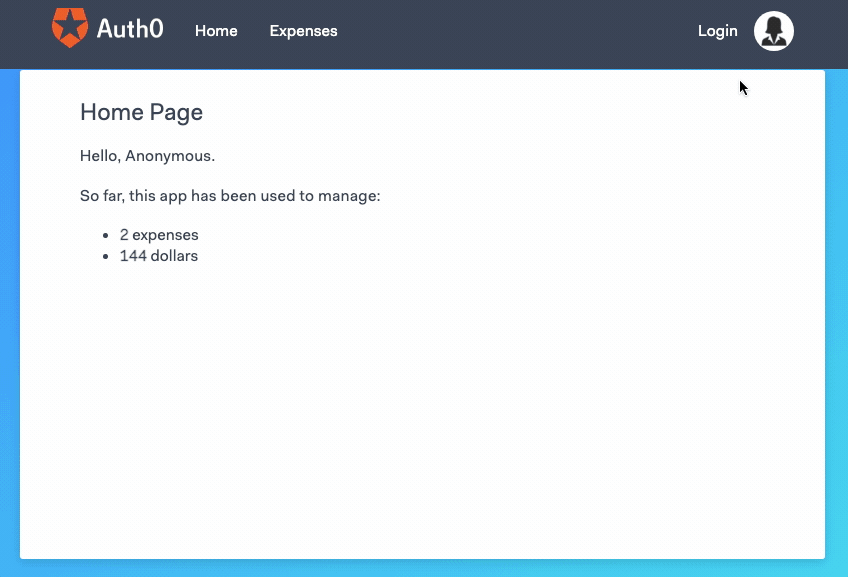 Auth0 Home Expenses Login
Home Page
Hello, Anonymous.
So far, this app has been used to manage:
2 expenses
144 dollars